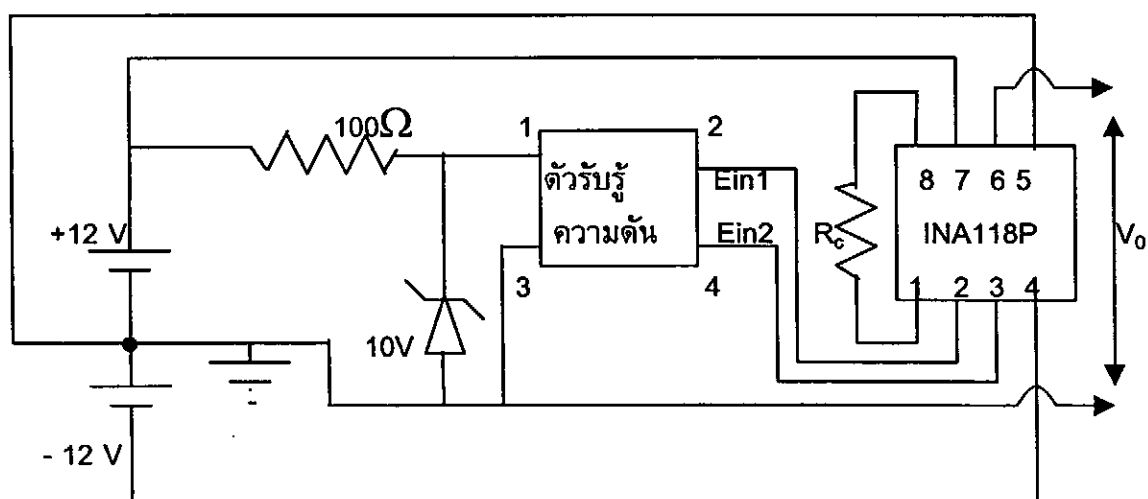 100Ω
1
2
ตัวรับรู้
ความดัน
Ein1
Ein2
3
4
8 7 6 5
INA118P
1 2 3 4
Rc
V0
+12 V
10V
- 12 V